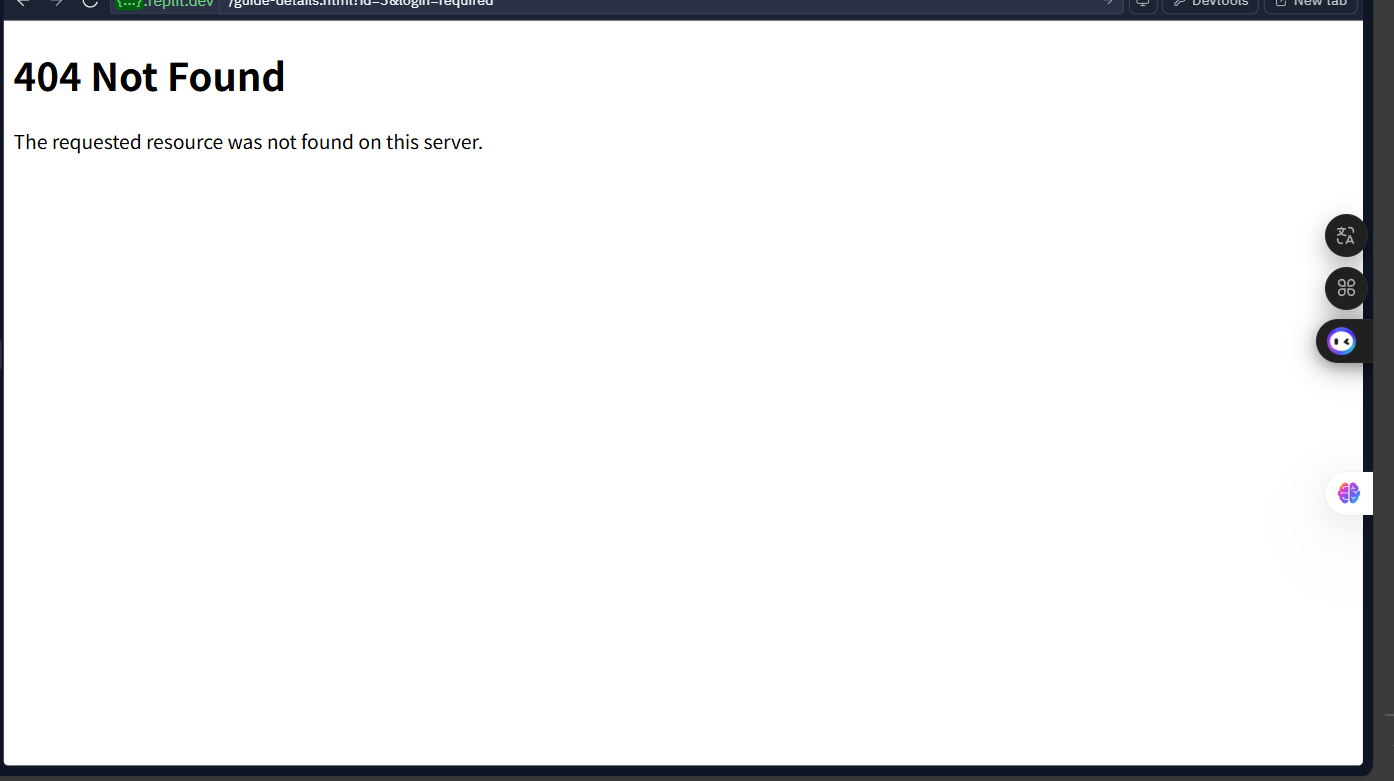 {...}.replit.dev /guide-details.html?id=3&login=required Devtools New tab
404 Not Found
The requested resource was not found on this server.